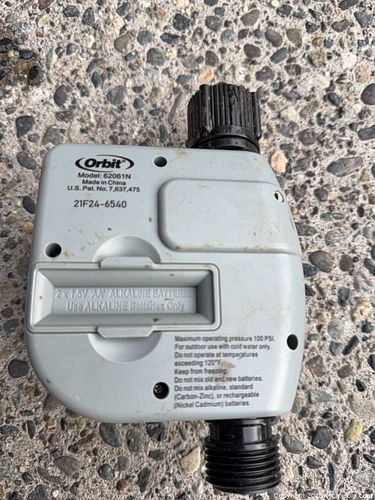 Orbit®
Model: 62061N
Made in China
U.S. Pat. No. 7,637,475
21F24-6540
2 x 1.5V "AA" ALKALINE BATTERIES
Use ALKALINE Batteries Only
Maximum operating pressure 100 PSI.
For outdoor use with cold water only.
Do not operate at temperatures
exceeding 120°F.
Keep from freezing.
Do not mix old and new batteries.
Do not mix alkaline, standard
(Carbon-Zinc), or rechargeable
(Nickel Cadmium) batteries.